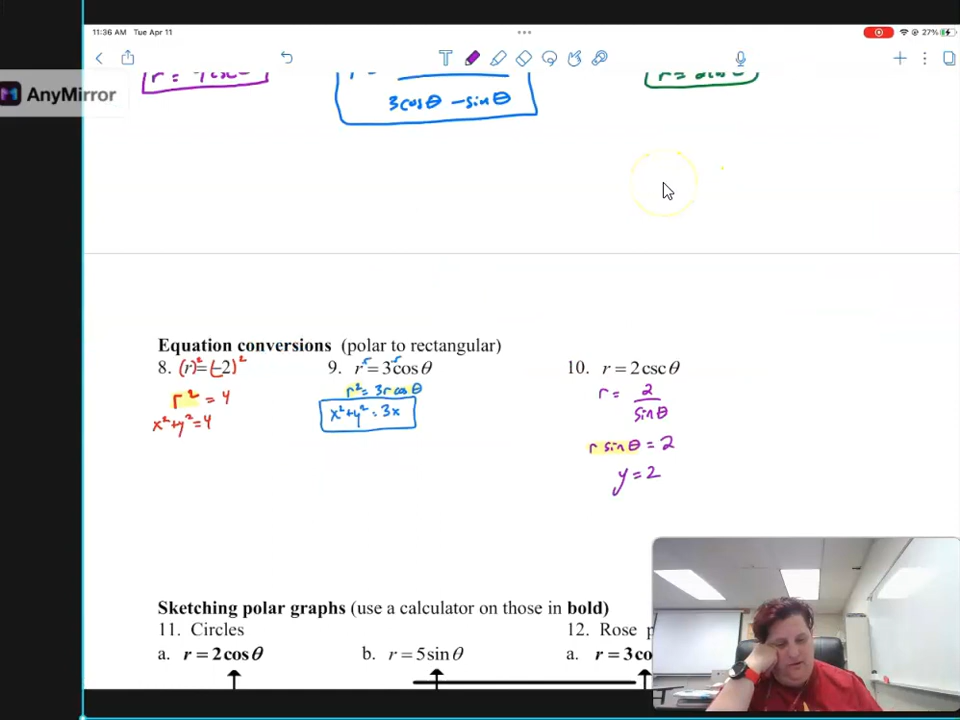 11:36 AM Tue Apr 11
27%
T
AnyMirror
3cosθ - sinθ
Equation conversions (polar to rectangular)
8. (r)² = (-2)²
r² = 4
x²+y²=4
9. r = 3cosθ
r² = 3r cosθ
x²+y² = 3x
10. r = 2cscθ
r = 2/sinθ
r sinθ = 2
y = 2
Sketching polar graphs (use a calculator on those in bold)
11. Circles
12. Rose
a. r = 2cosθ
b. r = 5sinθ
a. r = 3co